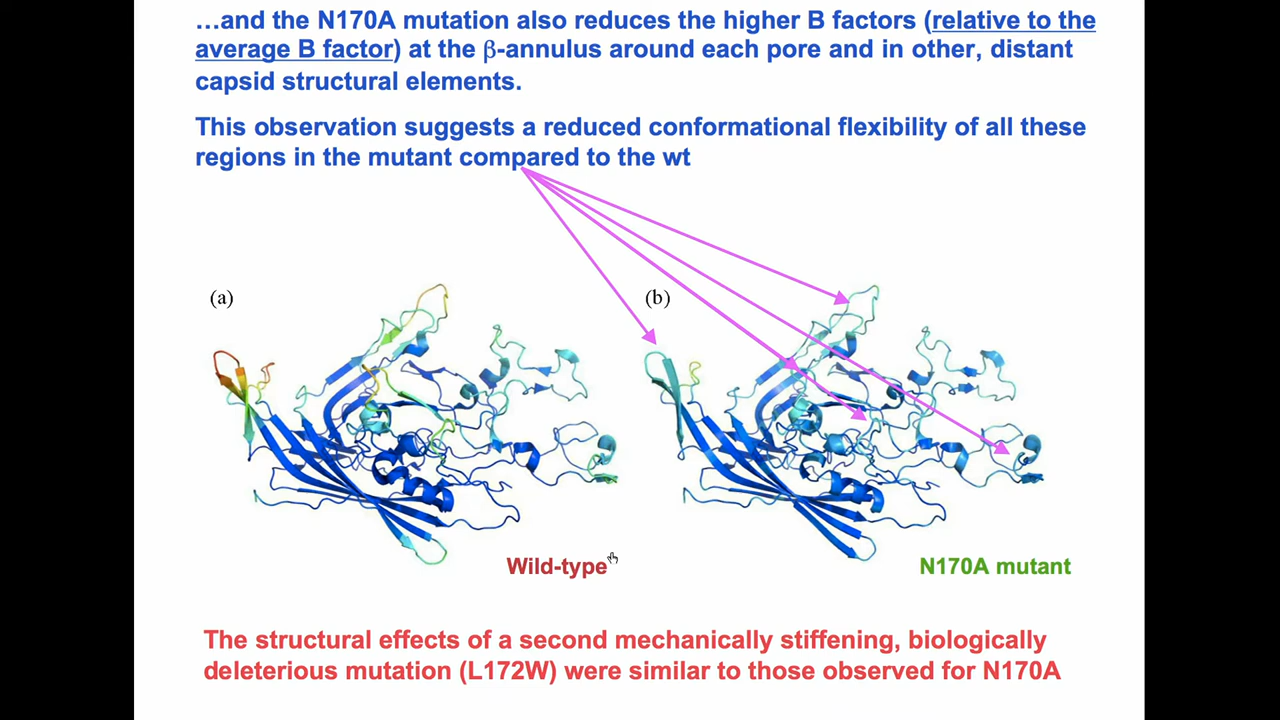 …and the N170A mutation also reduces the higher B factors (relative to the
average B factor) at the β-annulus around each pore and in other, distant
capsid structural elements.
This observation suggests a reduced conformational flexibility of all these
regions in the mutant compared to the wt
(a)
(b)
Wild-type
N170A mutant
The structural effects of a second mechanically stiffening, biologically
deleterious mutation (L172W) were similar to those observed for N170A